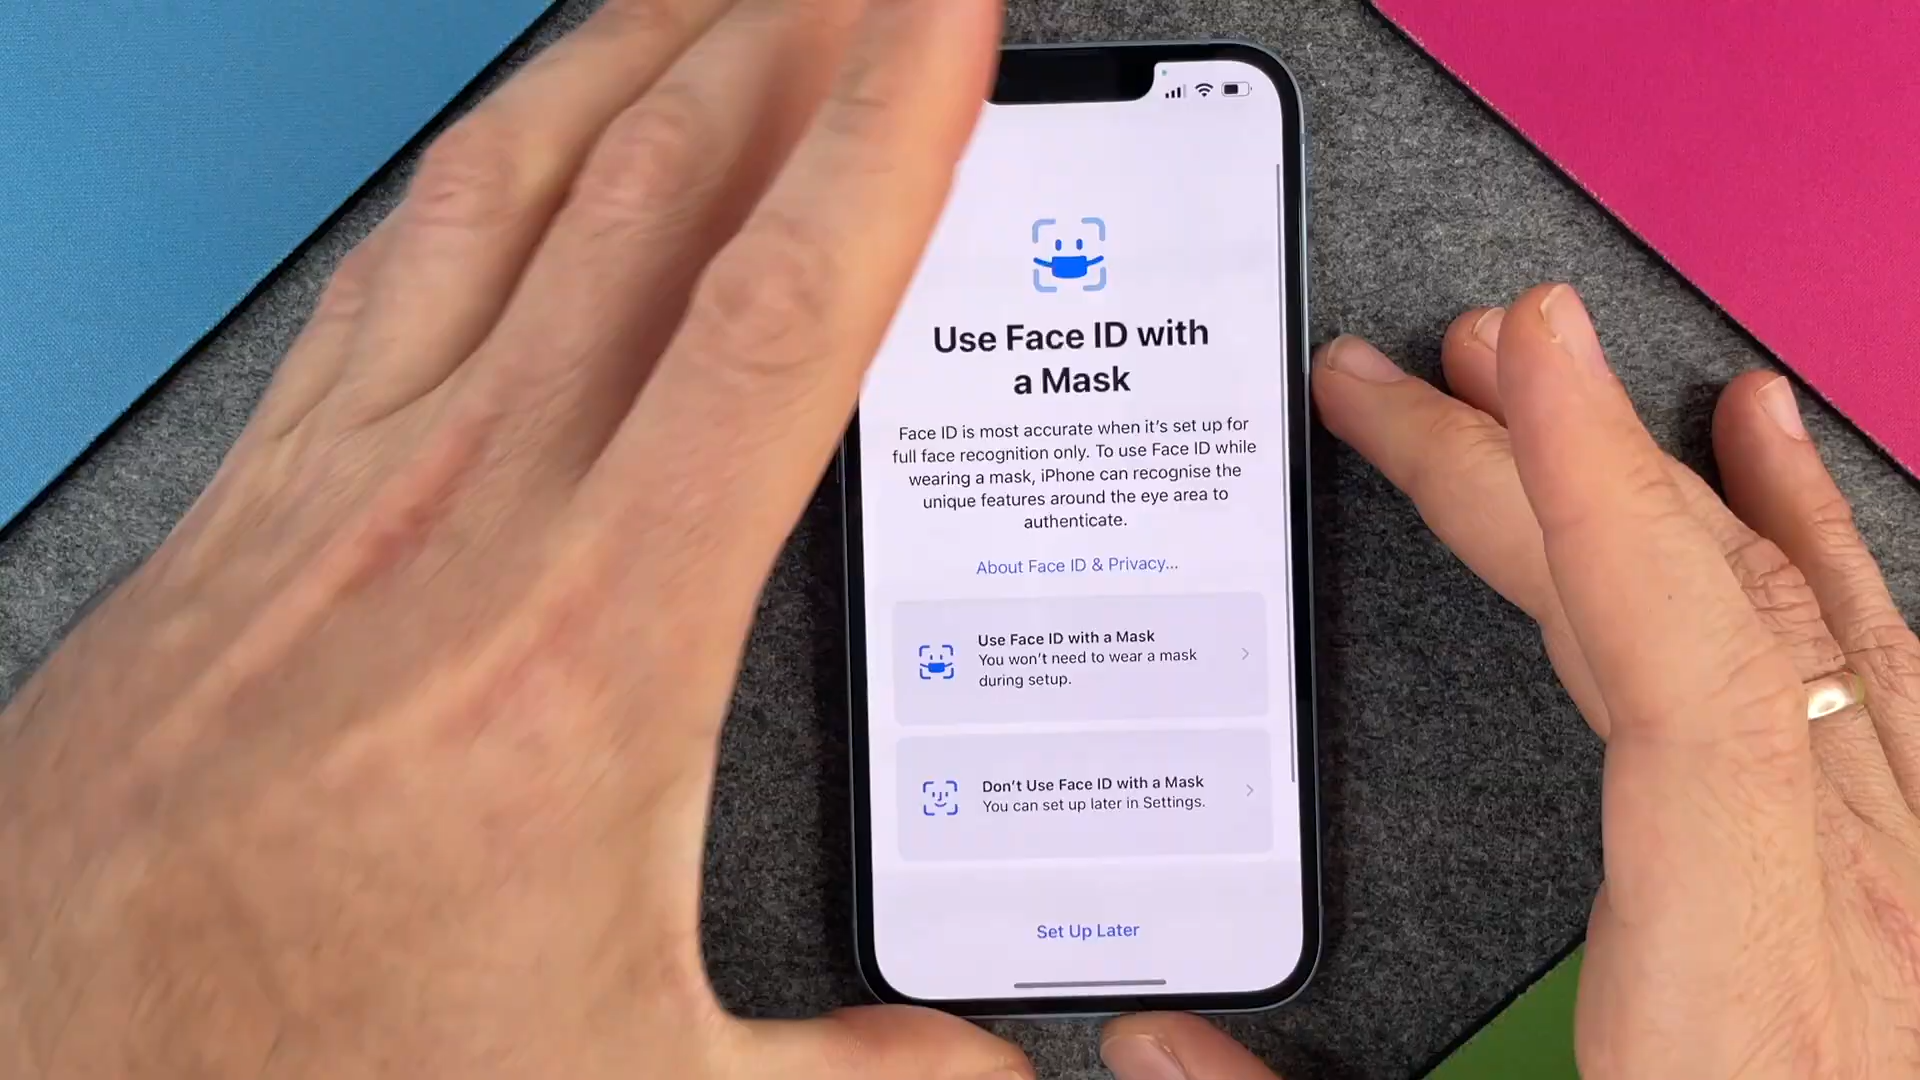 Use Face ID with
a Mask
Face ID is most accurate when it's set up for
full face recognition only. To use Face ID while
wearing a mask, iPhone can recognise the
unique features around the eye area to
authenticate.
About Face ID & Privacy...
Use Face ID with a Mask
You won't need to wear a mask
during setup.
Don't Use Face ID with a Mask
You can set up later in Settings.
Set Up Later